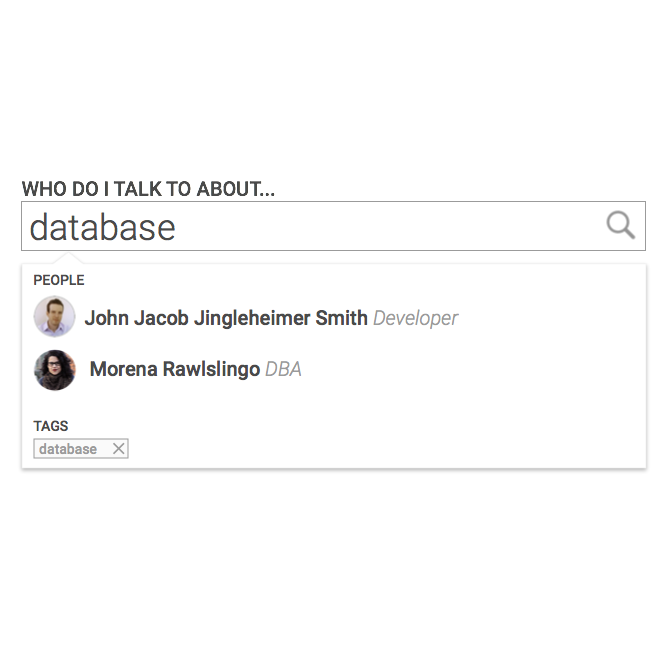 WHO DO I TALK TO ABOUT...
database
PEOPLE
John Jacob Jingleheimer Smith Developer
Morena Rawlslingo DBA
TAGS
database